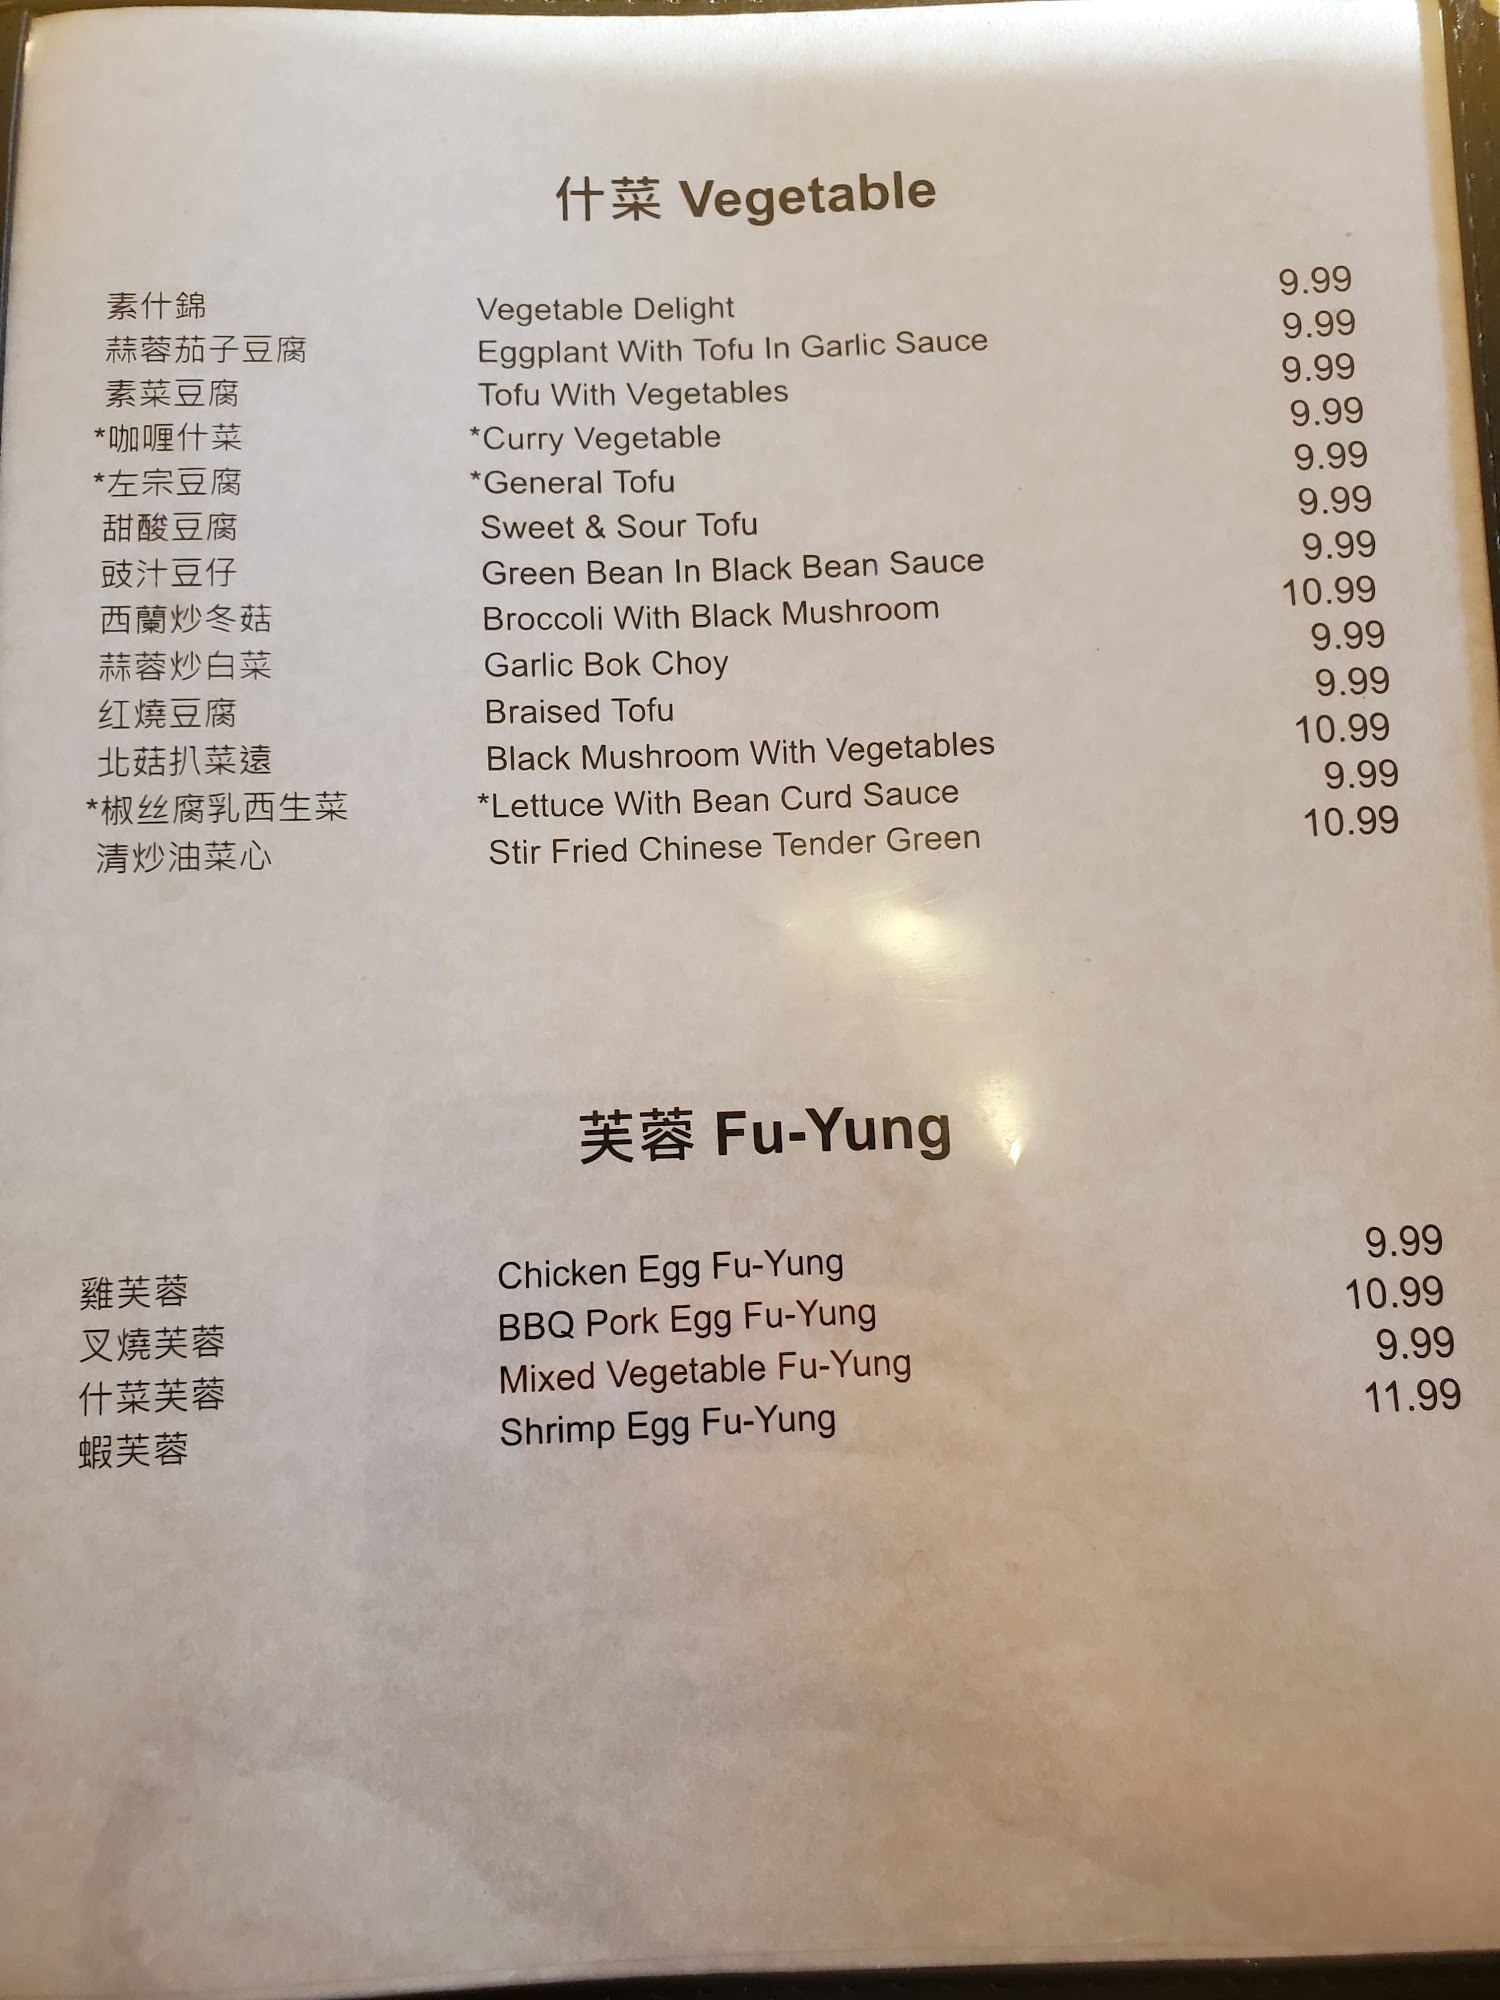 什菜 Vegetable
素什錦 Vegetable Delight 9.99
蒜蓉茄子豆腐 Eggplant With Tofu In Garlic Sauce 9.99
素菜豆腐 Tofu With Vegetables 9.99
*咖喱什菜 *Curry Vegetable 9.99
*左宗豆腐 *General Tofu 9.99
甜酸豆腐 Sweet & Sour Tofu 9.99
豉汁豆仔 Green Bean In Black Bean Sauce 9.99
西蘭炒冬菇 Broccoli With Black Mushroom 10.99
蒜蓉炒白菜 Garlic Bok Choy 9.99
红燒豆腐 Braised Tofu 9.99
北菇扒菜遠 Black Mushroom With Vegetables 10.99
*椒丝腐乳西生菜 *Lettuce With Bean Curd Sauce 9.99
清炒油菜心 Stir Fried Chinese Tender Green 10.99
芙蓉 Fu-Yung
雞芙蓉 Chicken Egg Fu-Yung 9.99
叉燒芙蓉 BBQ Pork Egg Fu-Yung 10.99
什菜芙蓉 Mixed Vegetable Fu-Yung 9.99
蝦芙蓉 Shrimp Egg Fu-Yung 11.99